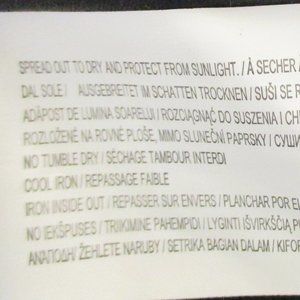 SPREAD OUT TO DRY AND PROTECT FROM SUNLIGHT. / À SECHER /
DAL SOLE / AUSGEBREITET IM SCHATTEN TROCKNEN / SUŠI SE R
ADĂPOST DE LUMINA SOARELUI / ROZCIĄGNĄĆ DO SUSZENIA I CH
ROZLOŽENÉ NA ROVNÉ PLOŠE, MIMO SLUNEČNÍ PAPRSKY / СУШИ
NO TUMBLE DRY / SÉCHAGE TAMBOUR INTERDI
COOL IRON / REPASSAGE FAIBLE
IRON INSIDE OUT / REPASSER SUR ENVERS / PLANCHAR POR EL
NO IEKŠPUSES / TRIIKIMINE PAHEMPIDI / LYGINTI IŠVIRKŠČIĄ P
ΑΝΑΠΟΔΗ / ŽEHLETE NARUBY / SETRIKA BAGIAN DALAM / KIFOR